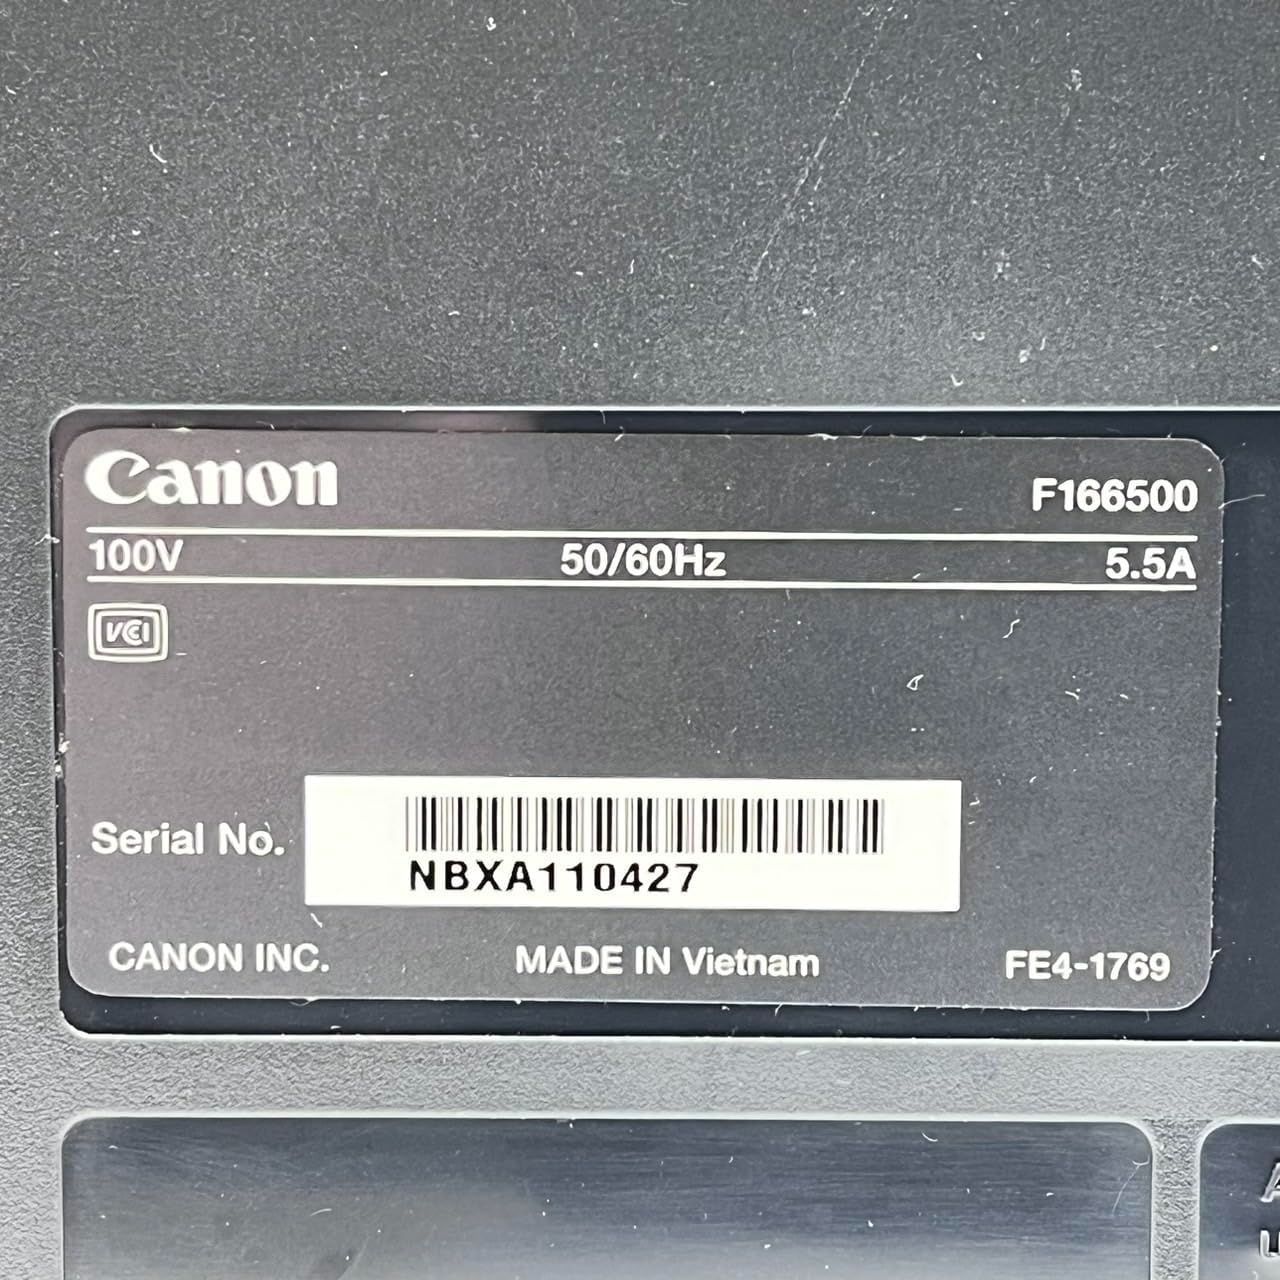 Canon F166500
100V 50/60Hz 5.5A
VCI
Serial No. NBXA110427
CANON INC. MADE IN Vietnam FE4-1769